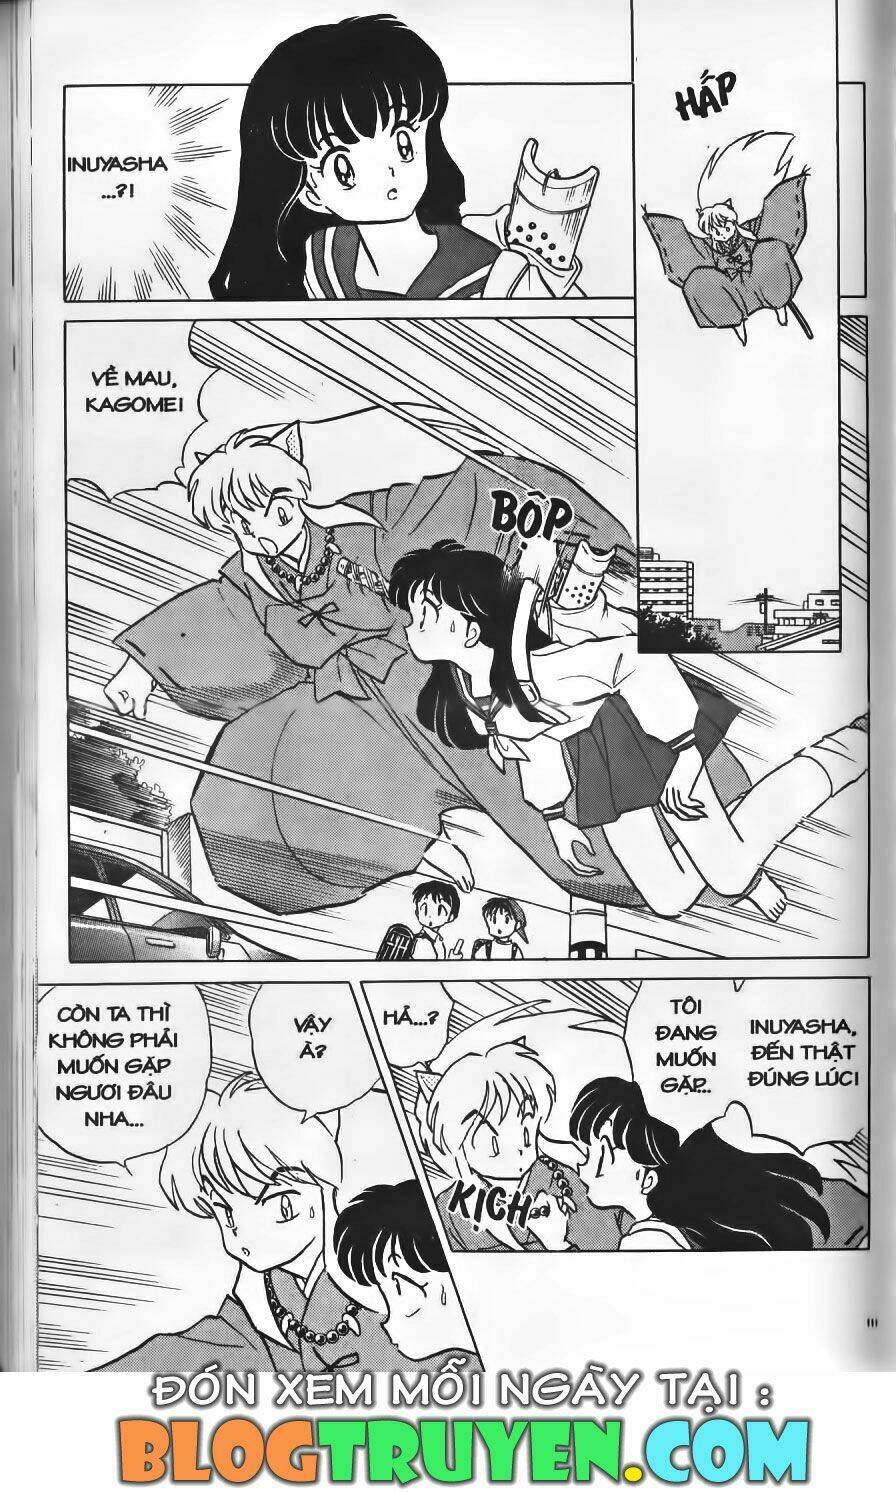 HẤP
INUYASHA
...?!
VỀ MAU,
KAGOME!
BỘP
INUYASHA,
ĐẾN THẬT
ĐÚNG LÚC!
TÔI
ĐANG
MUỐN
GẶP...
HẢ...?
KỊCH
VẬY
À?
CÒN TA THÌ
KHÔNG PHẢI
MUỐN GẶP
NGƯƠI ĐÂU
NHA...
111
ĐÓN XEM MỖI NGÀY TẠI :
BLOGTRUYEN.COM